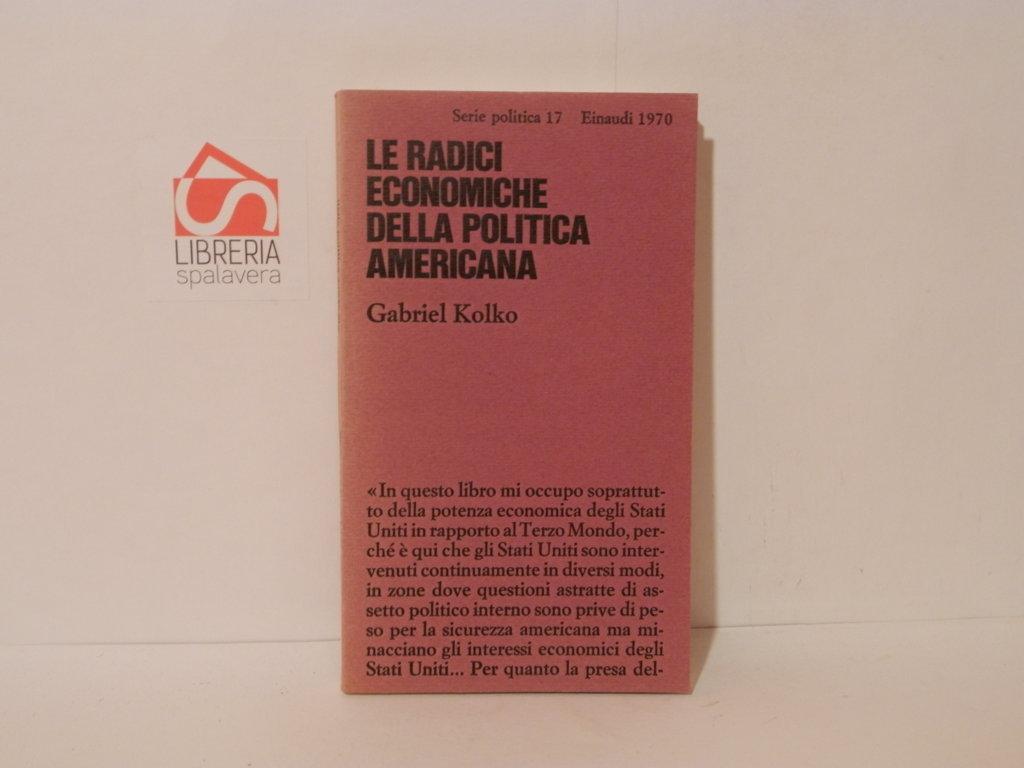 Serie politica 17 Einaudi 1970
LE RADICI
ECONOMICHE
DELLA POLITICA
AMERICANA
Gabriel Kolko
«In questo libro mi occupo soprattut-
to della potenza economica degli Stati
Uniti in rapporto al Terzo Mondo, per-
ché è qui che gli Stati Uniti sono inter-
venuti continuamente in diversi modi,
in zone dove questioni astratte di as-
setto politico interno sono prive di pe-
so per la sicurezza americana ma mi-
nacciano gli interessi economici degli
Stati Uniti... Per quanto la presa del-
LIBRERIA
spalavera